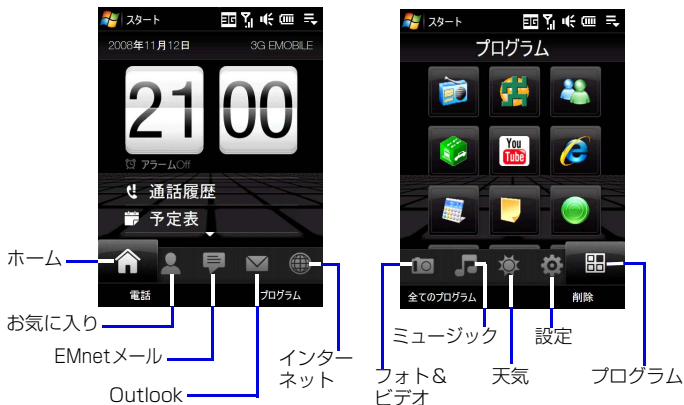 スタート
2008年11月12日
3G EMOBILE
21 00
アラームOff
通話履歴
予定表
電話
プログラム
ホーム
お気に入り
EMnetメール
Outlook
インター
ネット
スタート
プログラム
You
Tube
全てのプログラム
削除
ミュージック
設定
フォト&
ビデオ
天気
プログラム